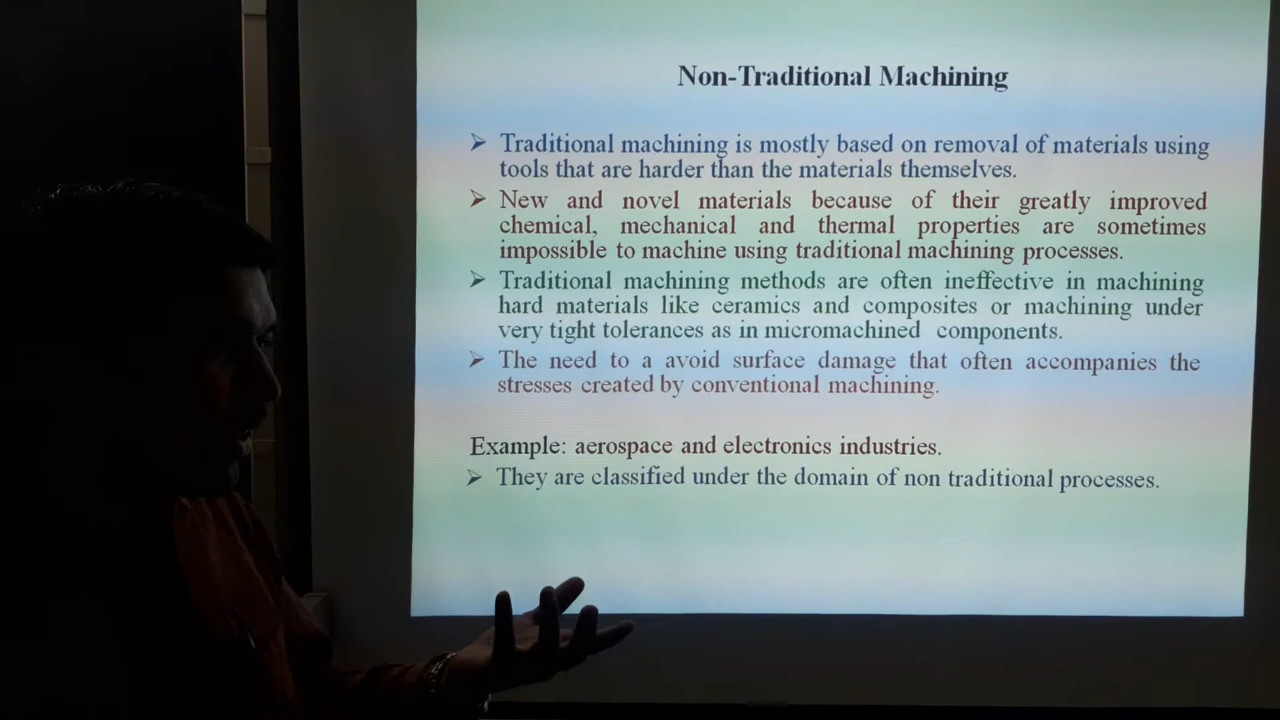 Non-Traditional Machining
➢ Traditional machining is mostly based on removal of materials using
tools that are harder than the materials themselves.
➢ New and novel materials because of their greatly improved
chemical, mechanical and thermal properties are sometimes
impossible to machine using traditional machining processes.
➢ Traditional machining methods are often ineffective in machining
hard materials like ceramics and composites or machining under
very tight tolerances as in micromachined components.
➢ The need to a avoid surface damage that often accompanies the
stresses created by conventional machining.
Example: aerospace and electronics industries.
➢ They are classified under the domain of non traditional processes.